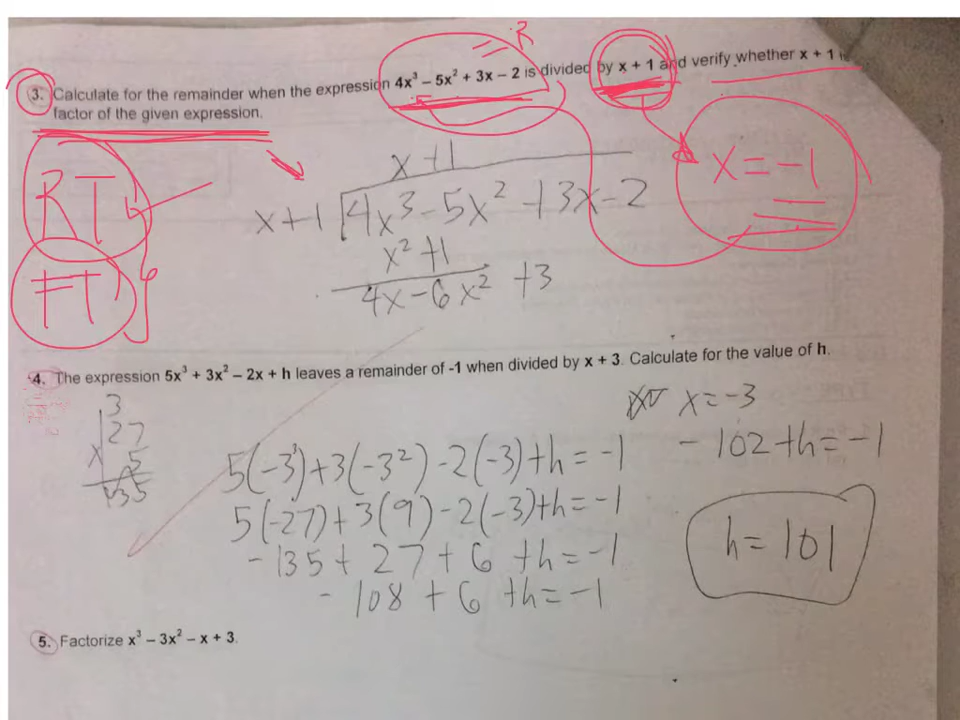 = R
3. Calculate for the remainder when the expression 4x³ – 5x² + 3x – 2 is divided by x + 1 and verify whether x + 1 is
factor of the given expression.
RT
FT
x = -1
x+1
x+1 4x³-5x²+3x-2
x²+1
4x-6x² +3
4. The expression 5x³ + 3x² – 2x + h leaves a remainder of -1 when divided by x + 3. Calculate for the value of h.
3
27
x 5
135
x=-3
5(-3³)+3(-3²)-2(-3)+h=-1
5(-27)+3(9)-2(-3)+h=-1
-135+27+6+h=-1
-108+6+h=-1
-102+h=-1
h=101
5. Factorize x³ – 3x² – x + 3.